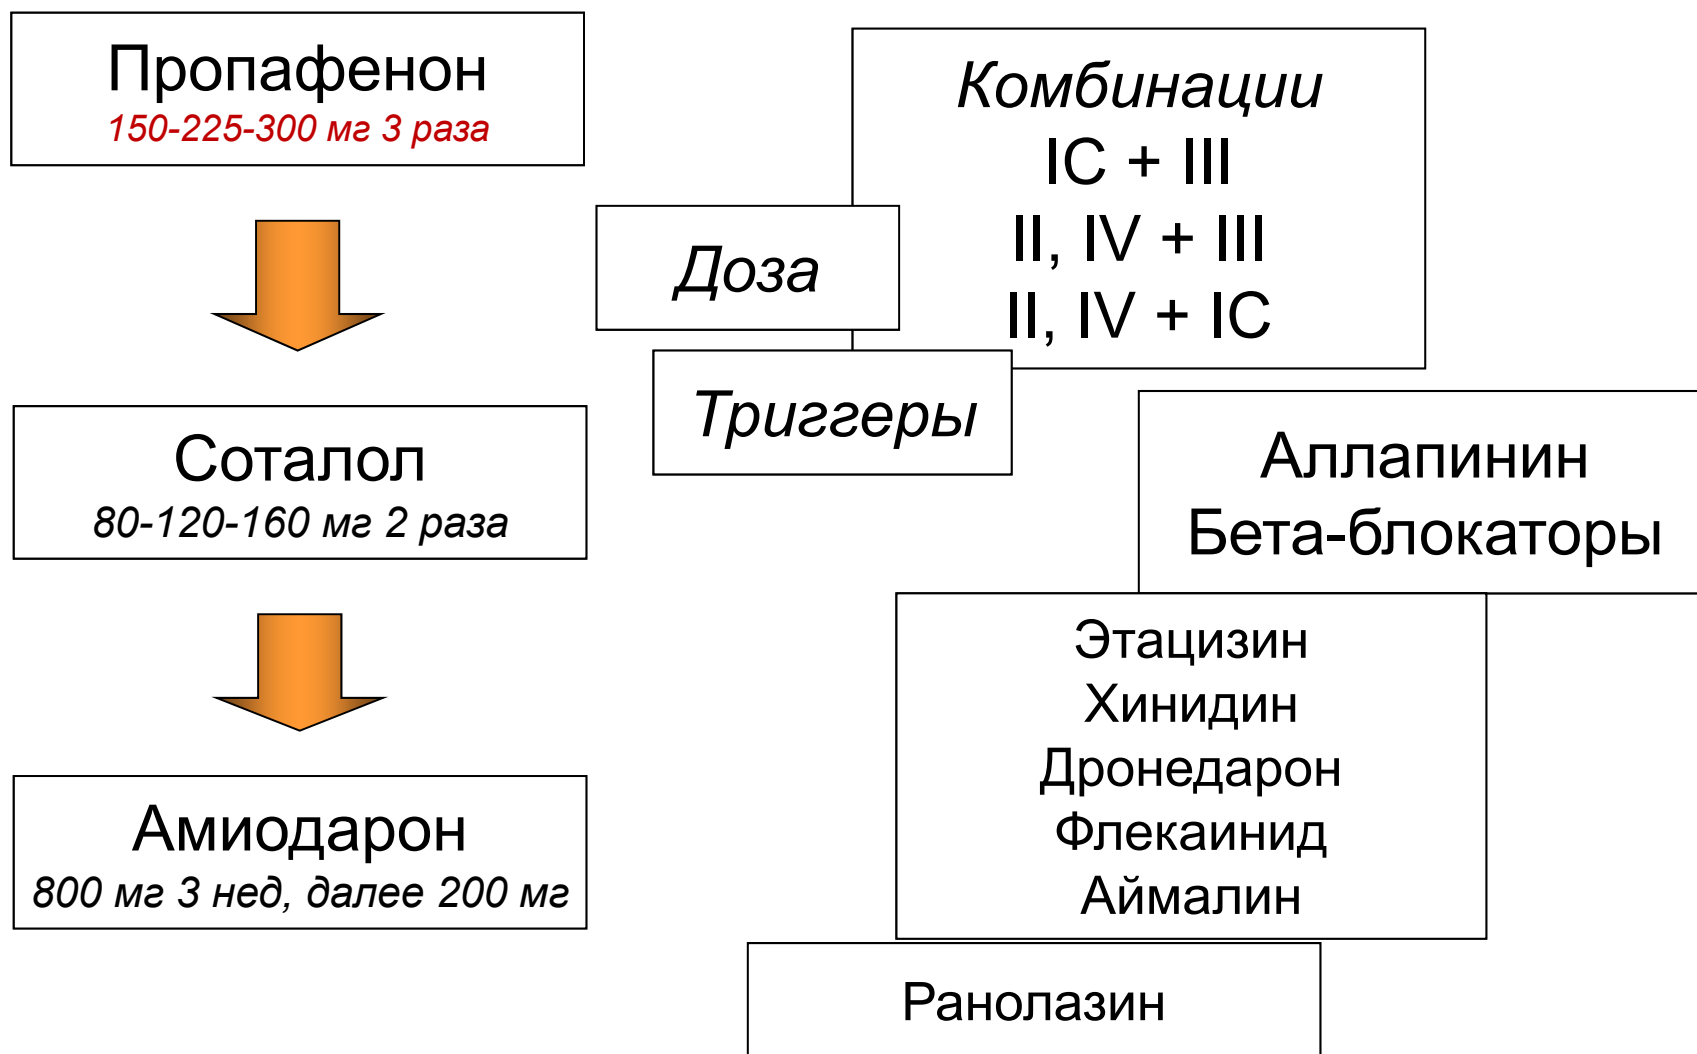 Пропафенон
150-225-300 мг 3 раза
Соталол
80-120-160 мг 2 раза
Амиодарон
800 мг 3 нед, далее 200 мг
Комбинации
IC + III
II, IV + III
II, IV + IC
Доза
Триггеры
Аллапинин
Бета-блокаторы
Этацизин
Хинидин
Дронедарон
Флекаинид
Аймалин
Ранолазин